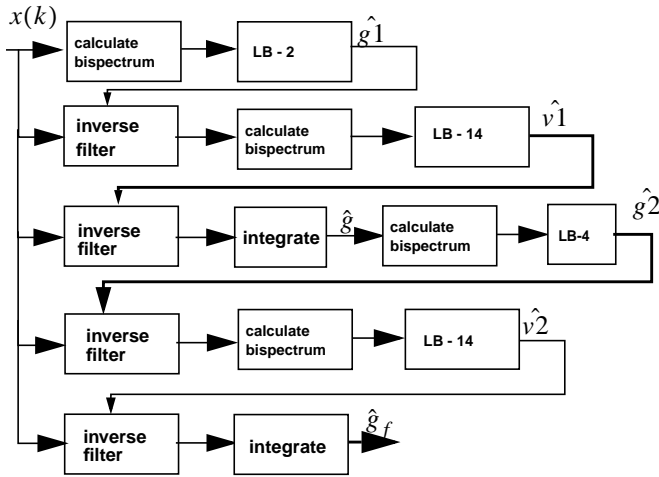 x(k)
calculate
bispectrum
LB - 2
ĝ1
inverse
filter
calculate
bispectrum
LB - 14
v̂1
inverse
filter
integrate
ĝ
calculate
bispectrum
LB-4
ĝ2
inverse
filter
calculate
bispectrum
LB - 14
v̂2
inverse
filter
integrate
ĝ_f